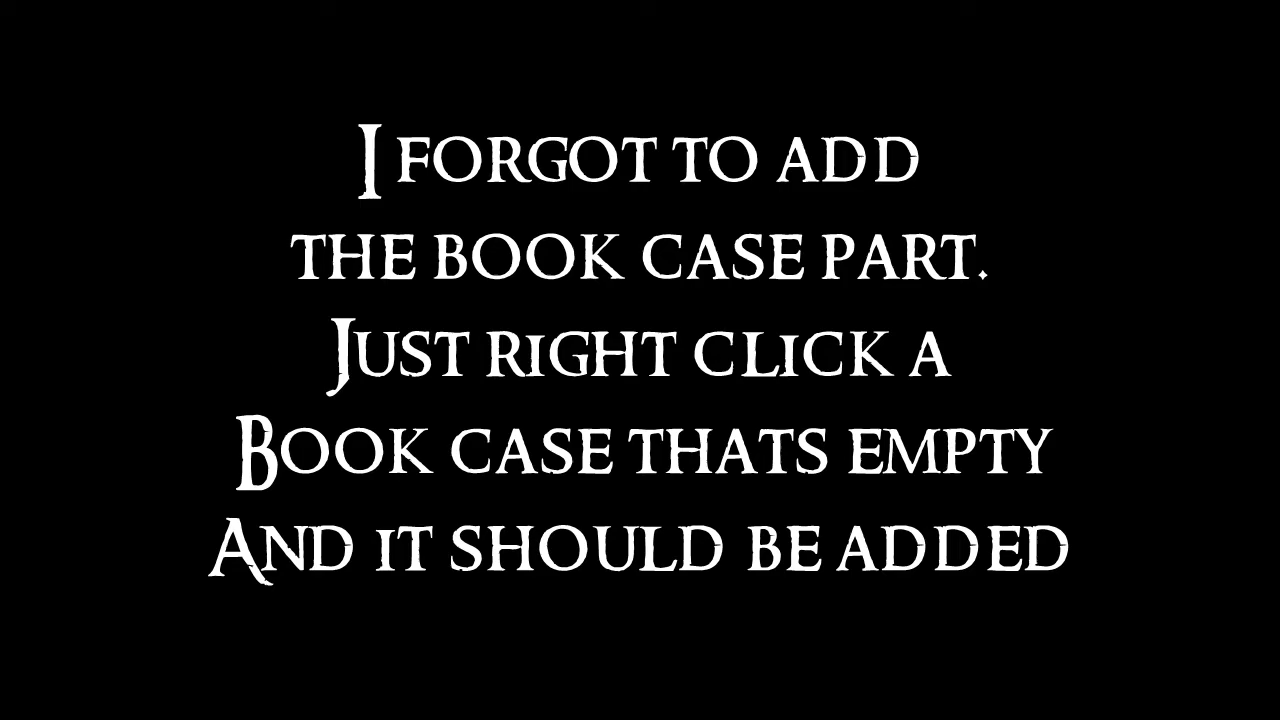 I forgot to add
the book case part.
Just right click a
Book case thats empty
And it should be added